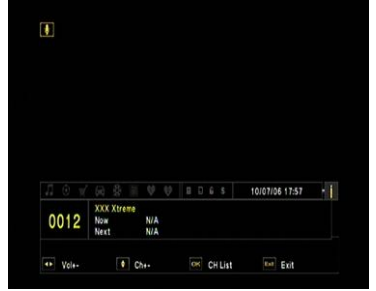 10/07/06 17:57
0012
XXX Xtreme
Now N/A
Next N/A
Vol+- Ch+- OK CH List Exit Exit